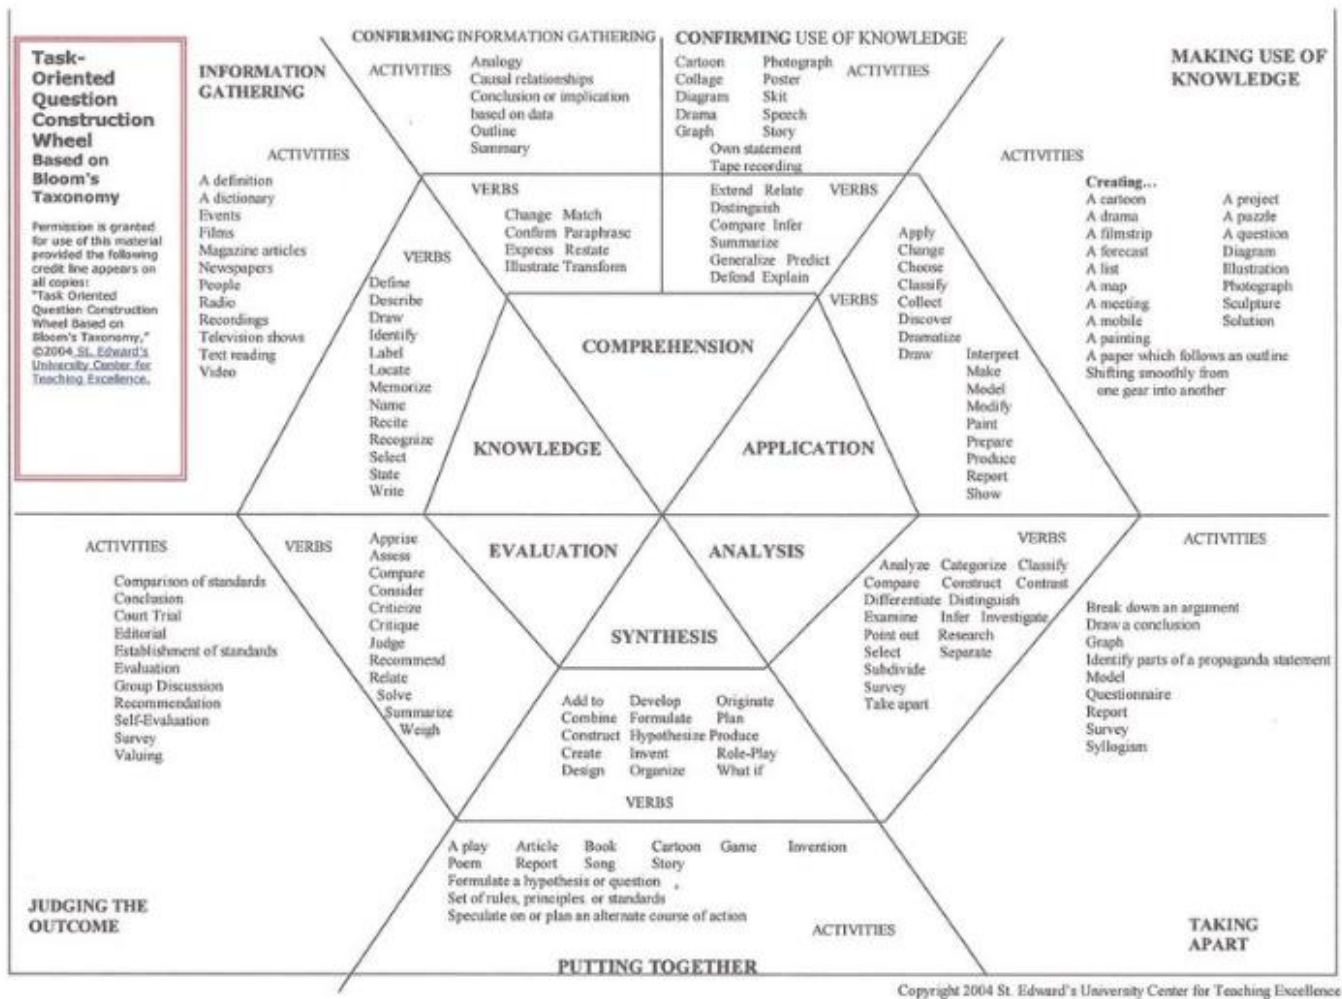 Task-
Oriented
Question
Construction
Wheel
Based on
Bloom's
Taxonomy
Permission is granted
for use of this material
provided the following
credit line appears on
all copies:
"Task Oriented
Question Construction
Wheel Based on
Bloom's Taxonomy,"
©2004 St. Edward's
University Center for
Teaching Excellence.
INFORMATION
GATHERING
ACTIVITIES
A definition
A dictionary
Events
Films
Magazine articles
Newspapers
People
Radio
Recordings
Television shows
Text reading
Video
VERBS
Define
Describe
Draw
Identify
Label
Locate
Memorize
Name
Recite
Recognize
Select
State
Write
KNOWLEDGE
CONFIRMING INFORMATION GATHERING
ACTIVITIES
Analogy
Causal relationships
Conclusion or implication
based on data
Outline
Summary
VERBS
Change Match
Confirm Paraphrase
Express Restate
Illustrate Transform
CONFIRMING USE OF KNOWLEDGE
Cartoon Photograph
ACTIVITIES
Collage Poster
Diagram Skit
Drama Speech
Graph Story
Own statement
Tape recording
Extend Relate
VERBS
Distinguish
Compare Infer
Summarize
Generalize Predict
Defend Explain
COMPREHENSION
MAKING USE OF
KNOWLEDGE
ACTIVITIES
Creating...
A cartoon A project
A drama A puzzle
A filmstrip A question
A forecast Diagram
A list Illustration
A map Photograph
A meeting Sculpture
A mobile Solution
A painting
A paper which follows an outline
Shifting smoothly from
one gear into another
VERBS
Apply
Change
Choose
Classify
Collect
Discover
Dramatize
Draw Interpret
Make
Model
Modify
Paint
Prepare
Produce
Report
Show
APPLICATION
ACTIVITIES
Comparison of standards
Conclusion
Court Trial
Editorial
Establishment of standards
Evaluation
Group Discussion
Recommendation
Self-Evaluation
Survey
Valuing
VERBS
Apprise
Assess
Compare
Consider
Criticize
Critique
Judge
Recommend
Relate
Solve
Summarize
Weigh
EVALUATION
JUDGING THE
OUTCOME
ANALYSIS
VERBS
Analyze Categorize Classify
Compare Construct Contrast
Differentiate Distinguish
Examine Infer Investigate
Point out Research
Select Separate
Subdivide
Survey
Take apart
ACTIVITIES
Break down an argument
Draw a conclusion
Graph
Identify parts of a propaganda statement
Model
Questionnaire
Report
Survey
Syllogism
TAKING
APART
SYNTHESIS
Add to Develop Originate
Combine Formulate Plan
Construct Hypothesize Produce
Create Invent Role-Play
Design Organize What if
VERBS
A play Article Book Cartoon Game Invention
Poem Report Song Story
Formulate a hypothesis or question
Set of rules, principles, or standards
Speculate on or plan an alternate course of action
ACTIVITIES
PUTTING TOGETHER
Copyright 2004 St. Edward's University Center for Teaching Excellence